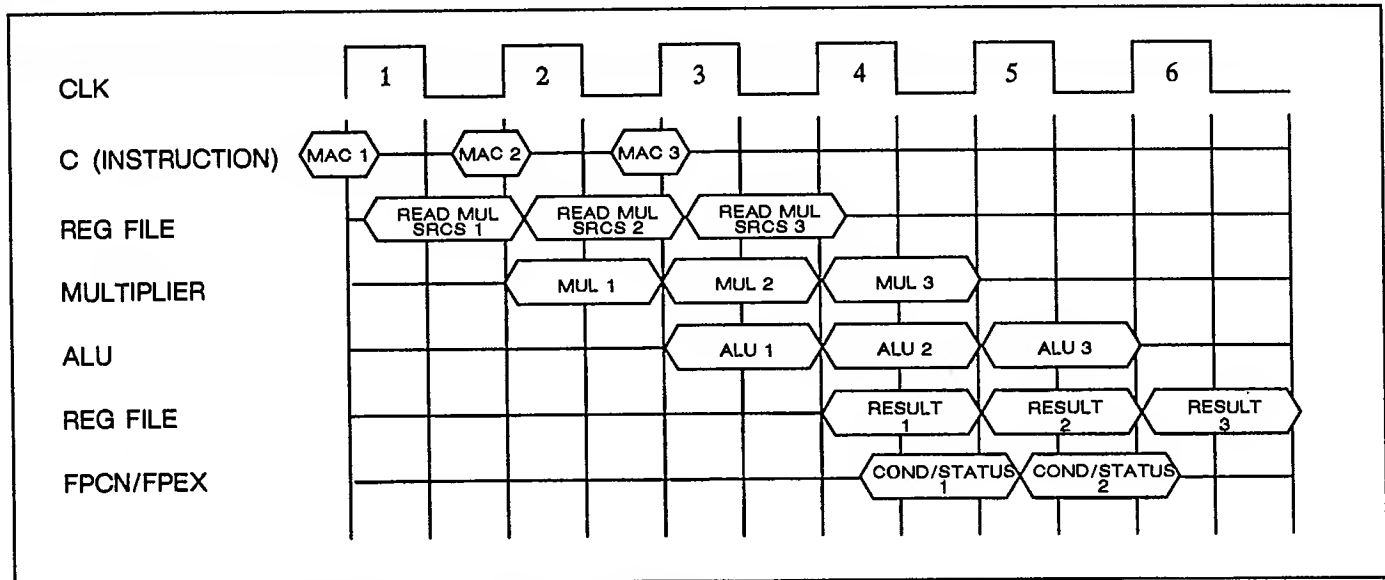 CLK 1 2 3 4 5 6
C (INSTRUCTION) MAC 1 MAC 2 MAC 3
REG FILE READ MUL SRCS 1 READ MUL SRCS 2 READ MUL SRCS 3
MULTIPLIER MUL 1 MUL 2 MUL 3
ALU ALU 1 ALU 2 ALU 3
REG FILE RESULT 1 RESULT 2 RESULT 3
FPCN/FPEX COND/STATUS 1 COND/STATUS 2